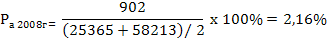 Pа 2008г= 902 / ((25365 + 58213)/ 2) x 100% = 2,16%